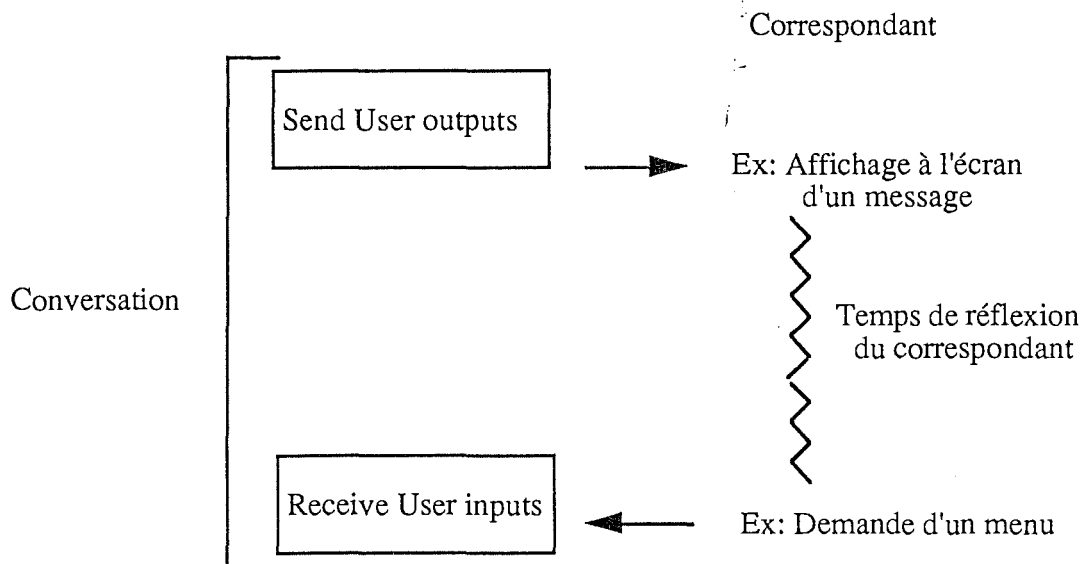 Correspondant
Send User outputs
Ex: Affichage à l'écran
d'un message
Conversation
Temps de réflexion
du correspondant
Receive User inputs
Ex: Demande d'un menu